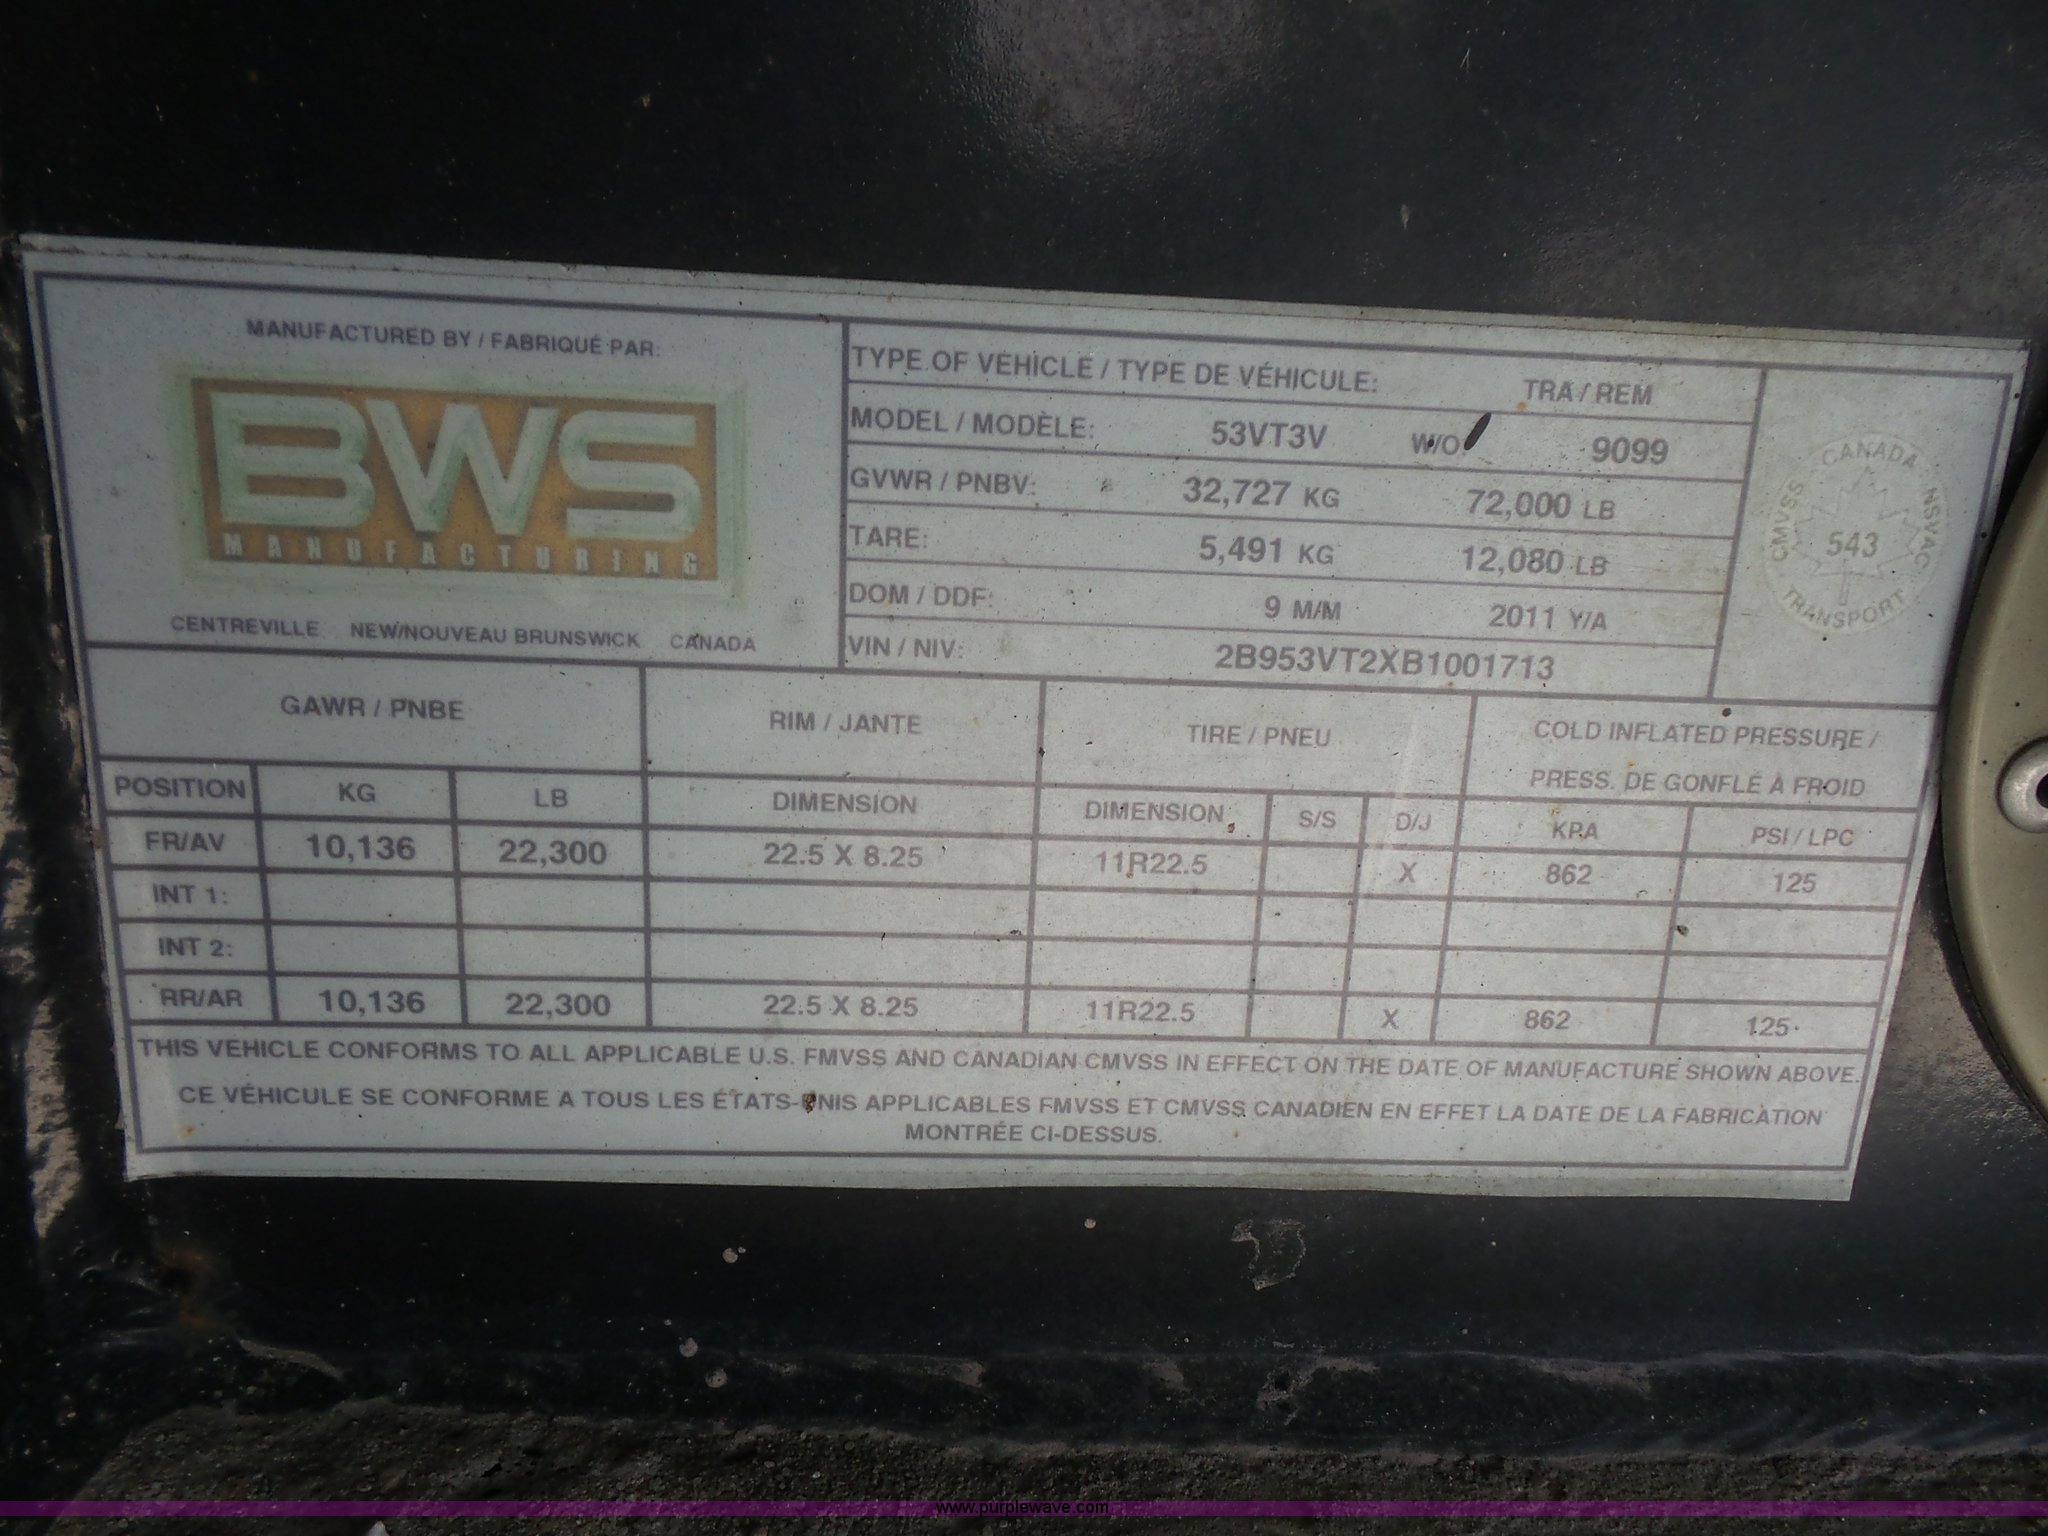 MANUFACTURED BY / FABRIQUÉ PAR:
BWS
MANUFACTURING
CENTREVILLE NEW/NOUVEAU BRUNSWICK CANADA
TYPE OF VEHICLE / TYPE DE VÉHICULE: TRA / REM
MODEL / MODÈLE: 53VT3V W/O 9099
GVWR / PNBV: 32,727 KG 72,000 LB
TARE: 5,491 KG 12,080 LB
DOM / DDF: 9 M/M 2011 Y/A
VIN / NIV: 2B953VT2XB1001713
CANADA
CMVSS 543 NSVAC
TRANSPORT
GAWR / PNBE RIM / JANTE TIRE / PNEU COLD INFLATED PRESSURE /
PRESS. DE GONFLÉ À FROID
POSITION KG LB DIMENSION DIMENSION S/S D/J KPA PSI / LPC
FR/AV 10,136 22,300 22.5 X 8.25 11R22.5 X 862 125
INT 1:
INT 2:
RR/AR 10,136 22,300 22.5 X 8.25 11R22.5 X 862 125
THIS VEHICLE CONFORMS TO ALL APPLICABLE U.S. FMVSS AND CANADIAN CMVSS IN EFFECT ON THE DATE OF MANUFACTURE SHOWN ABOVE.
CE VÉHICULE SE CONFORME A TOUS LES ÉTATS-UNIS APPLICABLES FMVSS ET CMVSS CANADIEN EN EFFET LA DATE DE LA FABRICATION
MONTRÉE CI-DESSUS.
www.purplewave.com